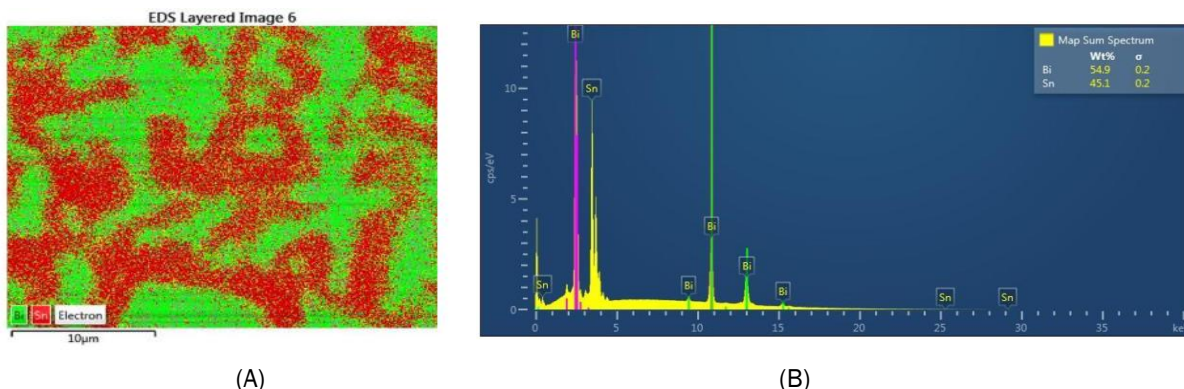 EDS Layered Image 6
Bi Sn Electron
10µm
(A)
Bi
Sn
Bi
Bi
Bi
Bi
Sn
Sn
Sn
cps/eV
10
5
0
0 5 10 15 20 25 30 35
Map Sum Spectrum
Wt% σ
Bi 54.9 0.2
Sn 45.1 0.2
(B)